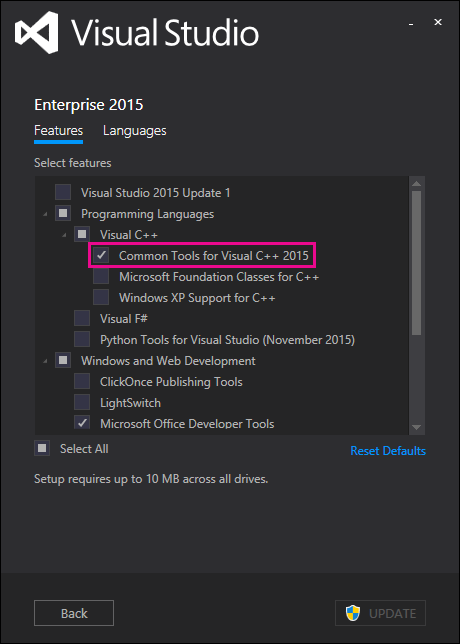 Visual Studio
Enterprise 2015
Features Languages
Select features
Visual Studio 2015 Update 1
Programming Languages
Visual C++
Common Tools for Visual C++ 2015
Microsoft Foundation Classes for C++
Windows XP Support for C++
Visual F#
Python Tools for Visual Studio (November 2015)
Windows and Web Development
ClickOnce Publishing Tools
LightSwitch
Microsoft Office Developer Tools
Select All Reset Defaults
Setup requires up to 10 MB across all drives.
Back UPDATE